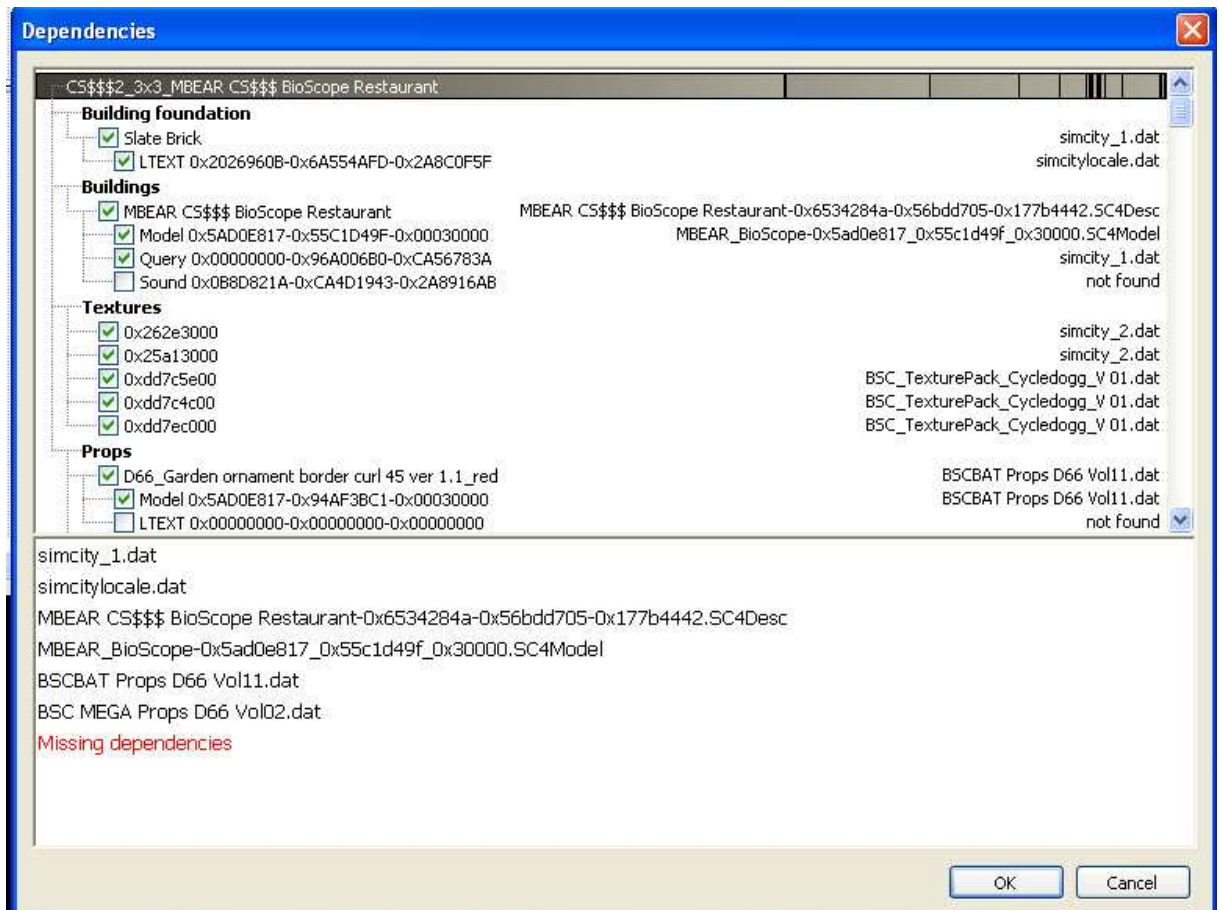 Dependencies
CS$$$2_3x3_MBEAR CS$$$ BioScope Restaurant
Building foundation
Slate Brick simcity_1.dat
LTEXT 0x2026960B-0x6A554AFD-0x2A8C0F5F simcitylocale.dat
Buildings
MBEAR CS$$$ BioScope Restaurant MBEAR CS$$$ BioScope Restaurant-0x6534284a-0x56bdd705-0x177b4442.SC4Desc
Model 0x5AD0E817-0x55C1D49F-0x00030000 MBEAR_BioScope-0x5ad0e817_0x55c1d49f_0x30000.SC4Model
Query 0x00000000-0x96A006B0-0xCA56783A simcity_1.dat
Sound 0x0B8D821A-0xCA4D1943-0x2A8916AB not found
Textures
0x262e3000 simcity_2.dat
0x25a13000 simcity_2.dat
0xdd7c5e00 BSC_TexturePack_Cycledogg_V 01.dat
0xdd7c4c00 BSC_TexturePack_Cycledogg_V 01.dat
0xdd7ec000 BSC_TexturePack_Cycledogg_V 01.dat
Props
D66_Garden ornament border curl 45 ver 1.1_red BSCBAT Props D66 Vol11.dat
Model 0x5AD0E817-0x94AF3BC1-0x00030000 BSCBAT Props D66 Vol11.dat
LTEXT 0x00000000-0x00000000-0x00000000 not found
simcity_1.dat
simcitylocale.dat
MBEAR CS$$$ BioScope Restaurant-0x6534284a-0x56bdd705-0x177b4442.SC4Desc
MBEAR_BioScope-0x5ad0e817_0x55c1d49f_0x30000.SC4Model
BSCBAT Props D66 Vol11.dat
BSC MEGA Props D66 Vol02.dat
Missing dependencies
OK Cancel